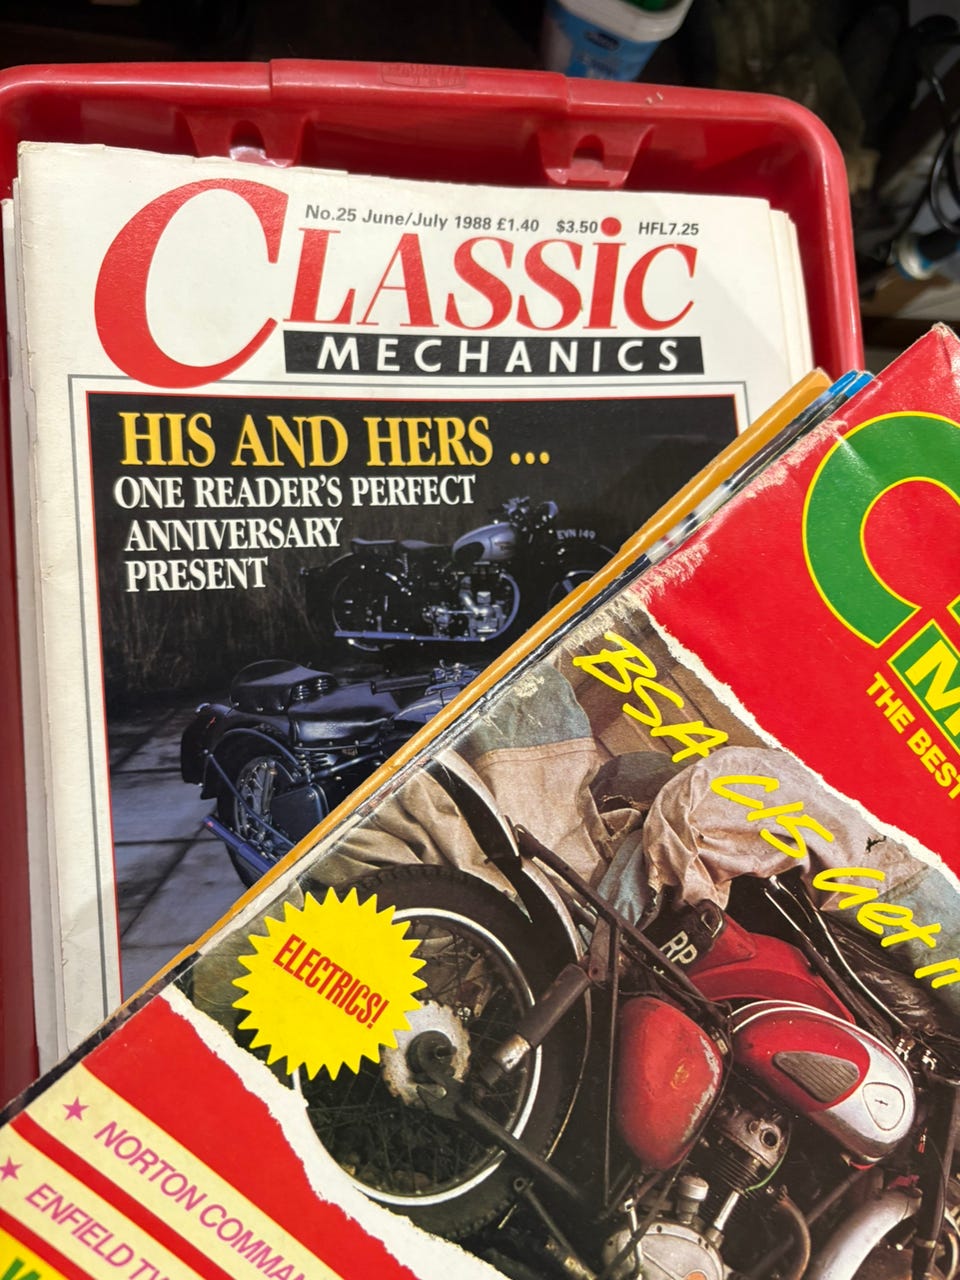 No.25 June/July 1988 £1.40 $3.50 HFL7.25
CLASSiC
MECHANICS
HIS AND HERS ...
ONE READER'S PERFECT
ANNIVERSARY
PRESENT
EVN 149
THE BEST
BSA C15 Get
RP
ELECTRICS!
NORTON
ENFIELD